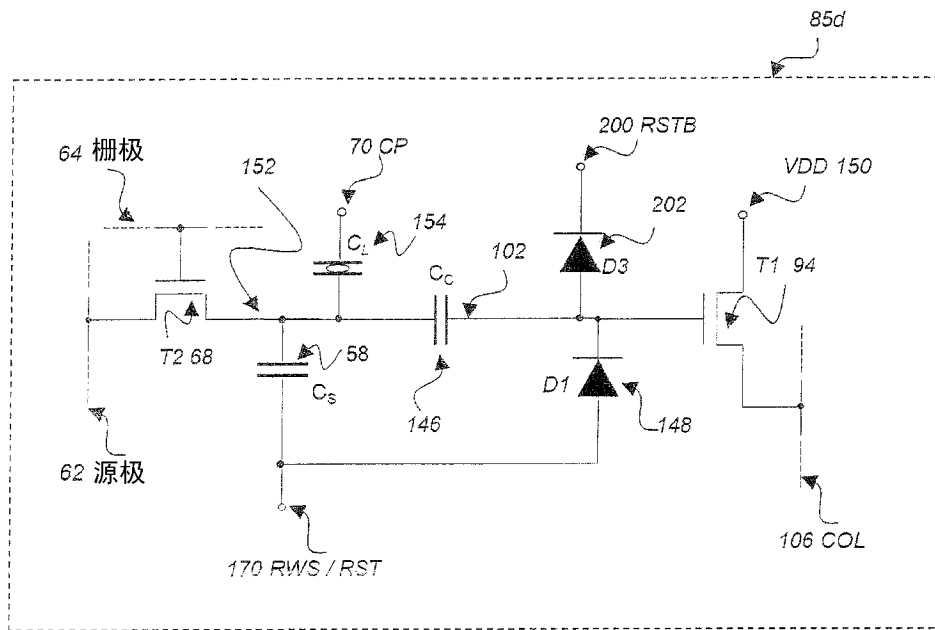 85d
200 RSTB
64 栅极
70 CP
VDD 150
152
202
154
C_L
102
C_C
D3
T1 94
T2 68
58
D1
C_S
146
148
62 源极
106 COL
170 RWS / RST